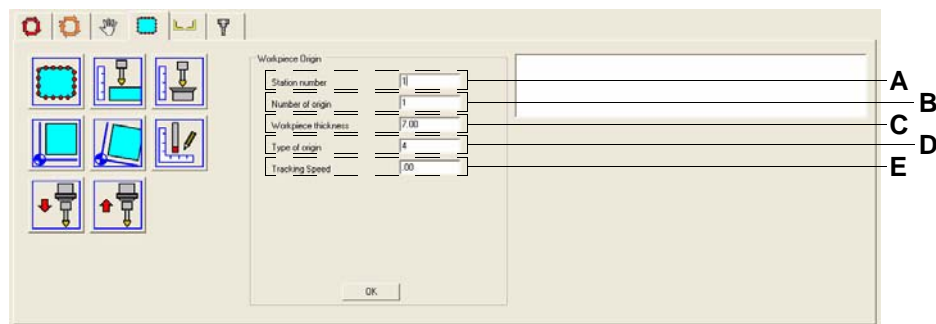 Workpiece Origin
Station number 1 A
Number of origin 1 B
Workpiece thickness 7.00 C
Type of origin 4 D
Tracking Speed .00 E
OK